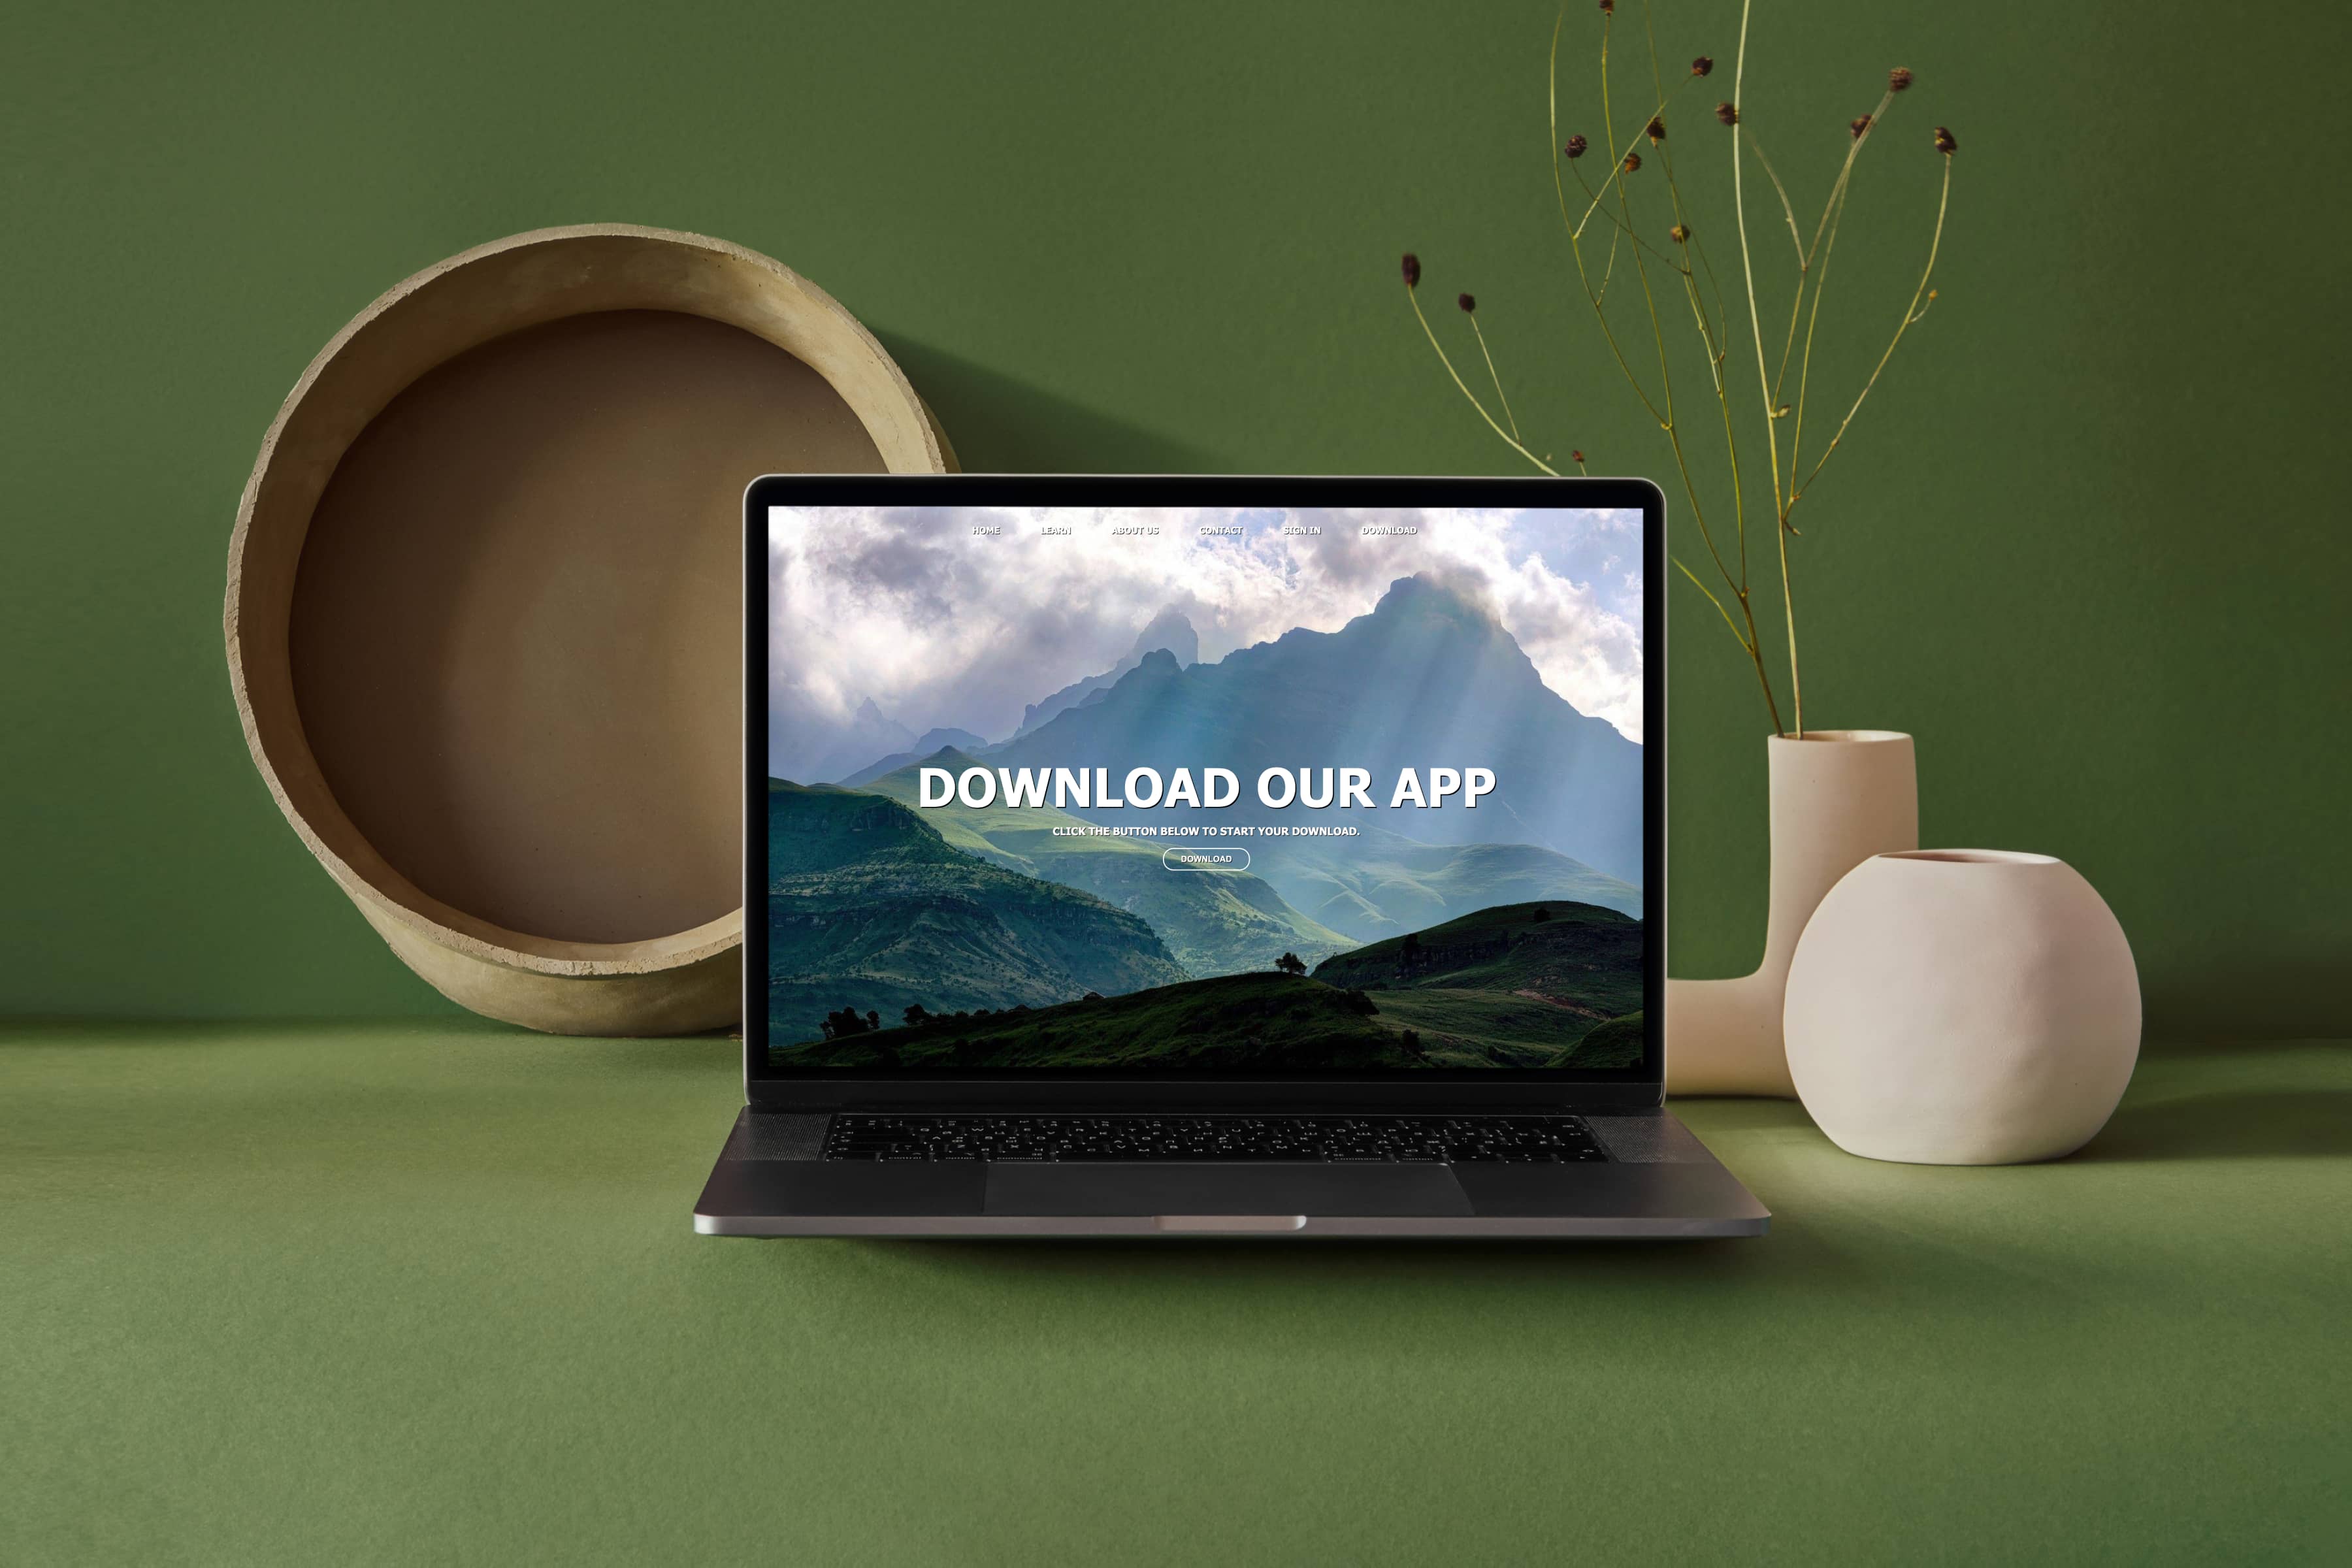 HOME LEARN ABOUT US CONTACT SIGN IN DOWNLOAD
DOWNLOAD OUR APP
CLICK THE BUTTON BELOW TO START YOUR DOWNLOAD.
DOWNLOAD